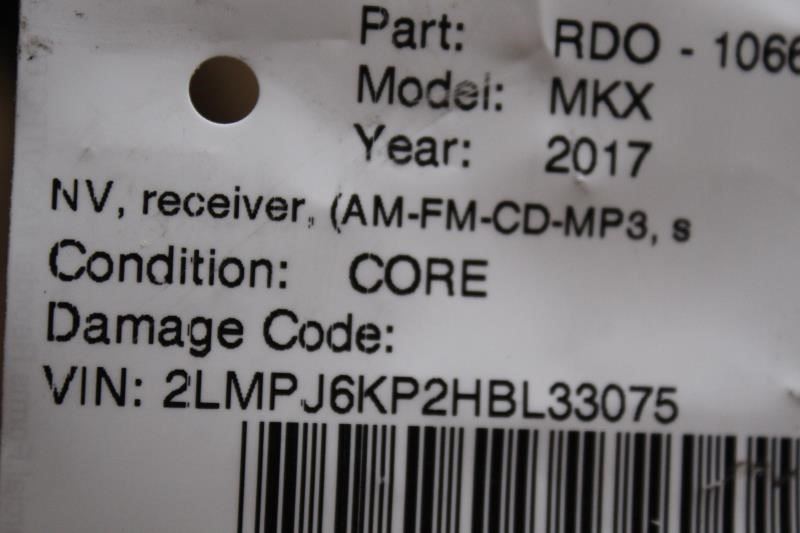 Part: RDO - 1066
Model: MKX
Year: 2017
NV, receiver, (AM-FM-CD-MP3, s
Condition: CORE
Damage Code:
VIN: 2LMPJ6KP2HBL33075